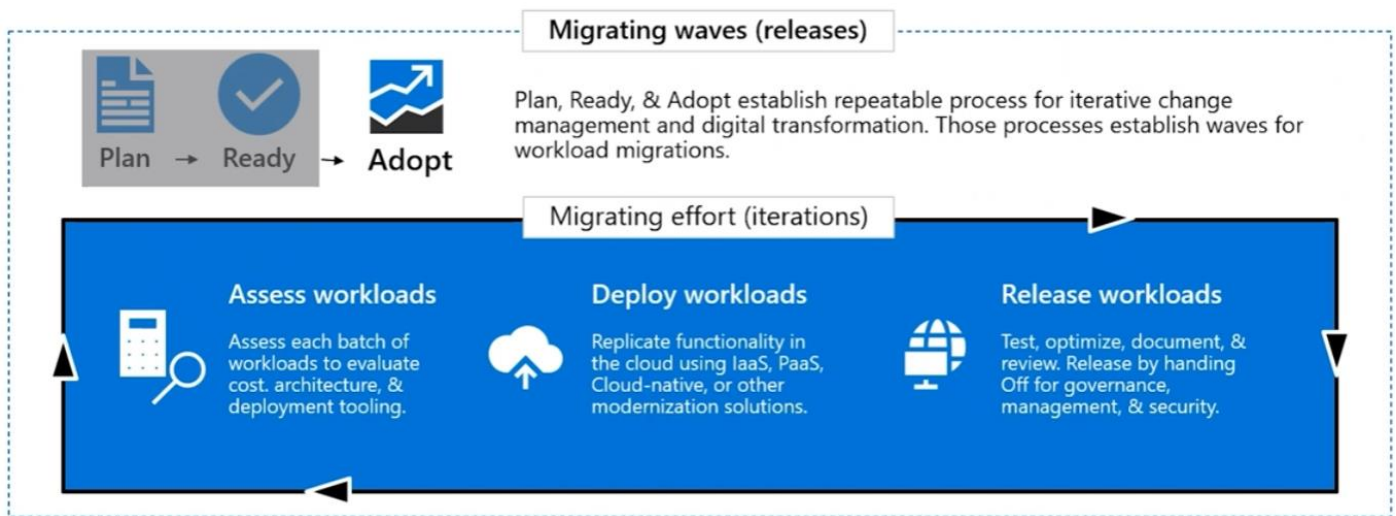 Migrating waves (releases)
Plan → Ready → Adopt
Plan, Ready, & Adopt establish repeatable process for iterative change
management and digital transformation. Those processes establish waves for
workload migrations.
Migrating effort (iterations)
Assess workloads
Assess each batch of
workloads to evaluate
cost. architecture, &
deployment tooling.
Deploy workloads
Replicate functionality in
the cloud using IaaS, PaaS,
Cloud-native, or other
modernization solutions.
Release workloads
Test, optimize, document, &
review. Release by handing
Off for governance,
management, & security.